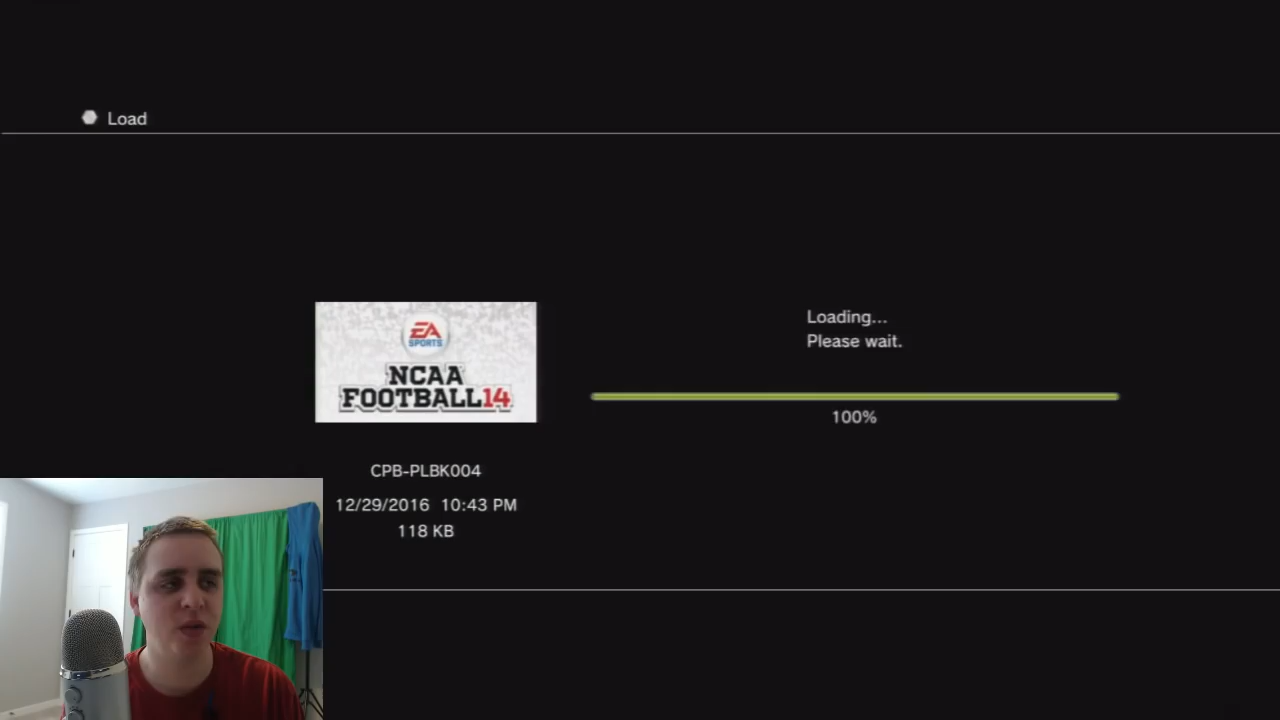 Load
Loading...
Please wait.
EA
SPORTS
NCAA
FOOTBALL14
100%
CPB-PLBK004
12/29/2016 10:43 PM
118 KB